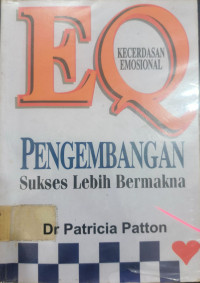 EQ
KECERDASAN
EMOSIONAL
PENGEMBANGAN
Sukses Lebih Bermakna
Dr Patricia Patton